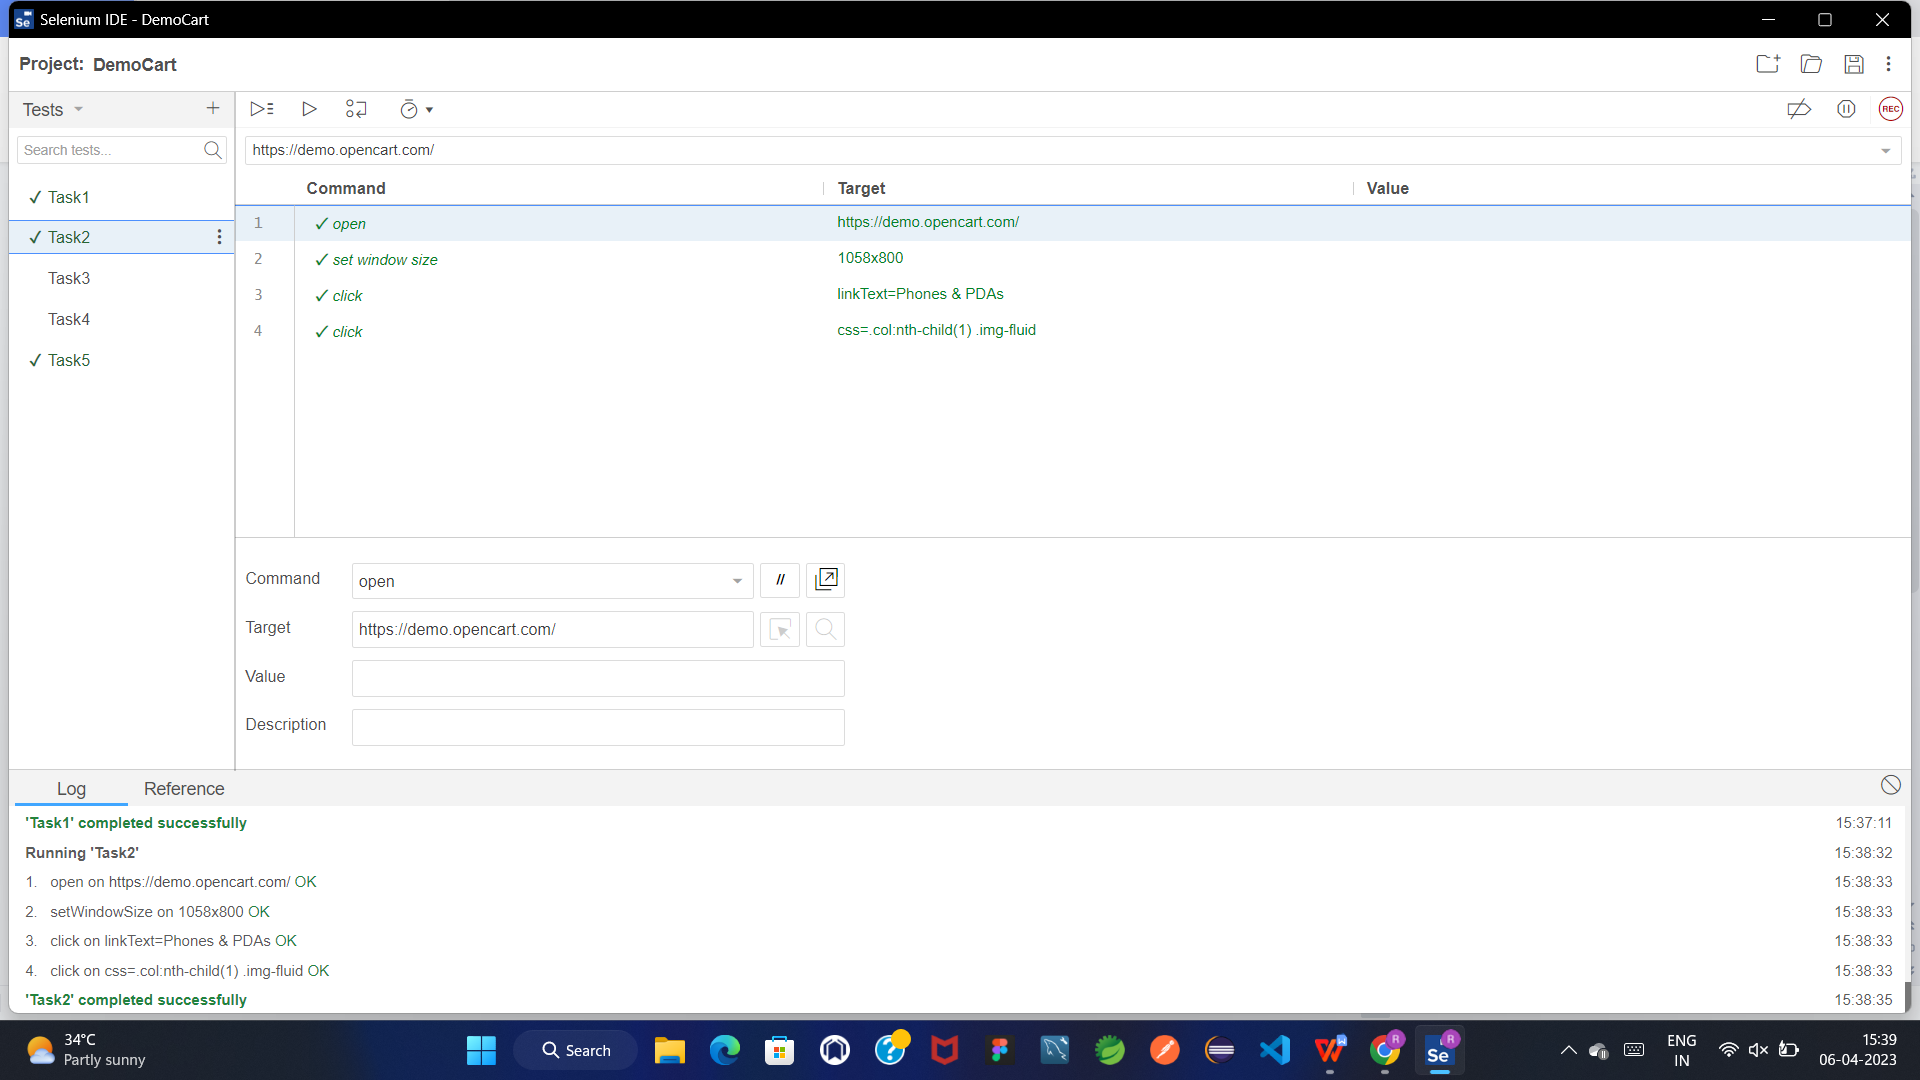 Selenium IDE - DemoCart
Project: DemoCart
Tests
Search tests...
✓ Task1
✓ Task2
Task3
Task4
✓ Task5
REC
https://demo.opencart.com/
Command Target Value
1 ✓ open https://demo.opencart.com/
2 ✓ set window size 1058x800
3 ✓ click linkText=Phones & PDAs
4 ✓ click css=.col:nth-child(1) .img-fluid
Command open //
Target https://demo.opencart.com/
Value
Description
Log Reference
'Task1' completed successfully 15:37:11
Running 'Task2' 15:38:32
1. open on https://demo.opencart.com/ OK 15:38:33
2. setWindowSize on 1058x800 OK 15:38:33
3. click on linkText=Phones & PDAs OK 15:38:33
4. click on css=.col:nth-child(1) .img-fluid OK 15:38:33
'Task2' completed successfully 15:38:35
34°C
Partly sunny
Search
R
Se
R
ENG
IN
15:39
06-04-2023